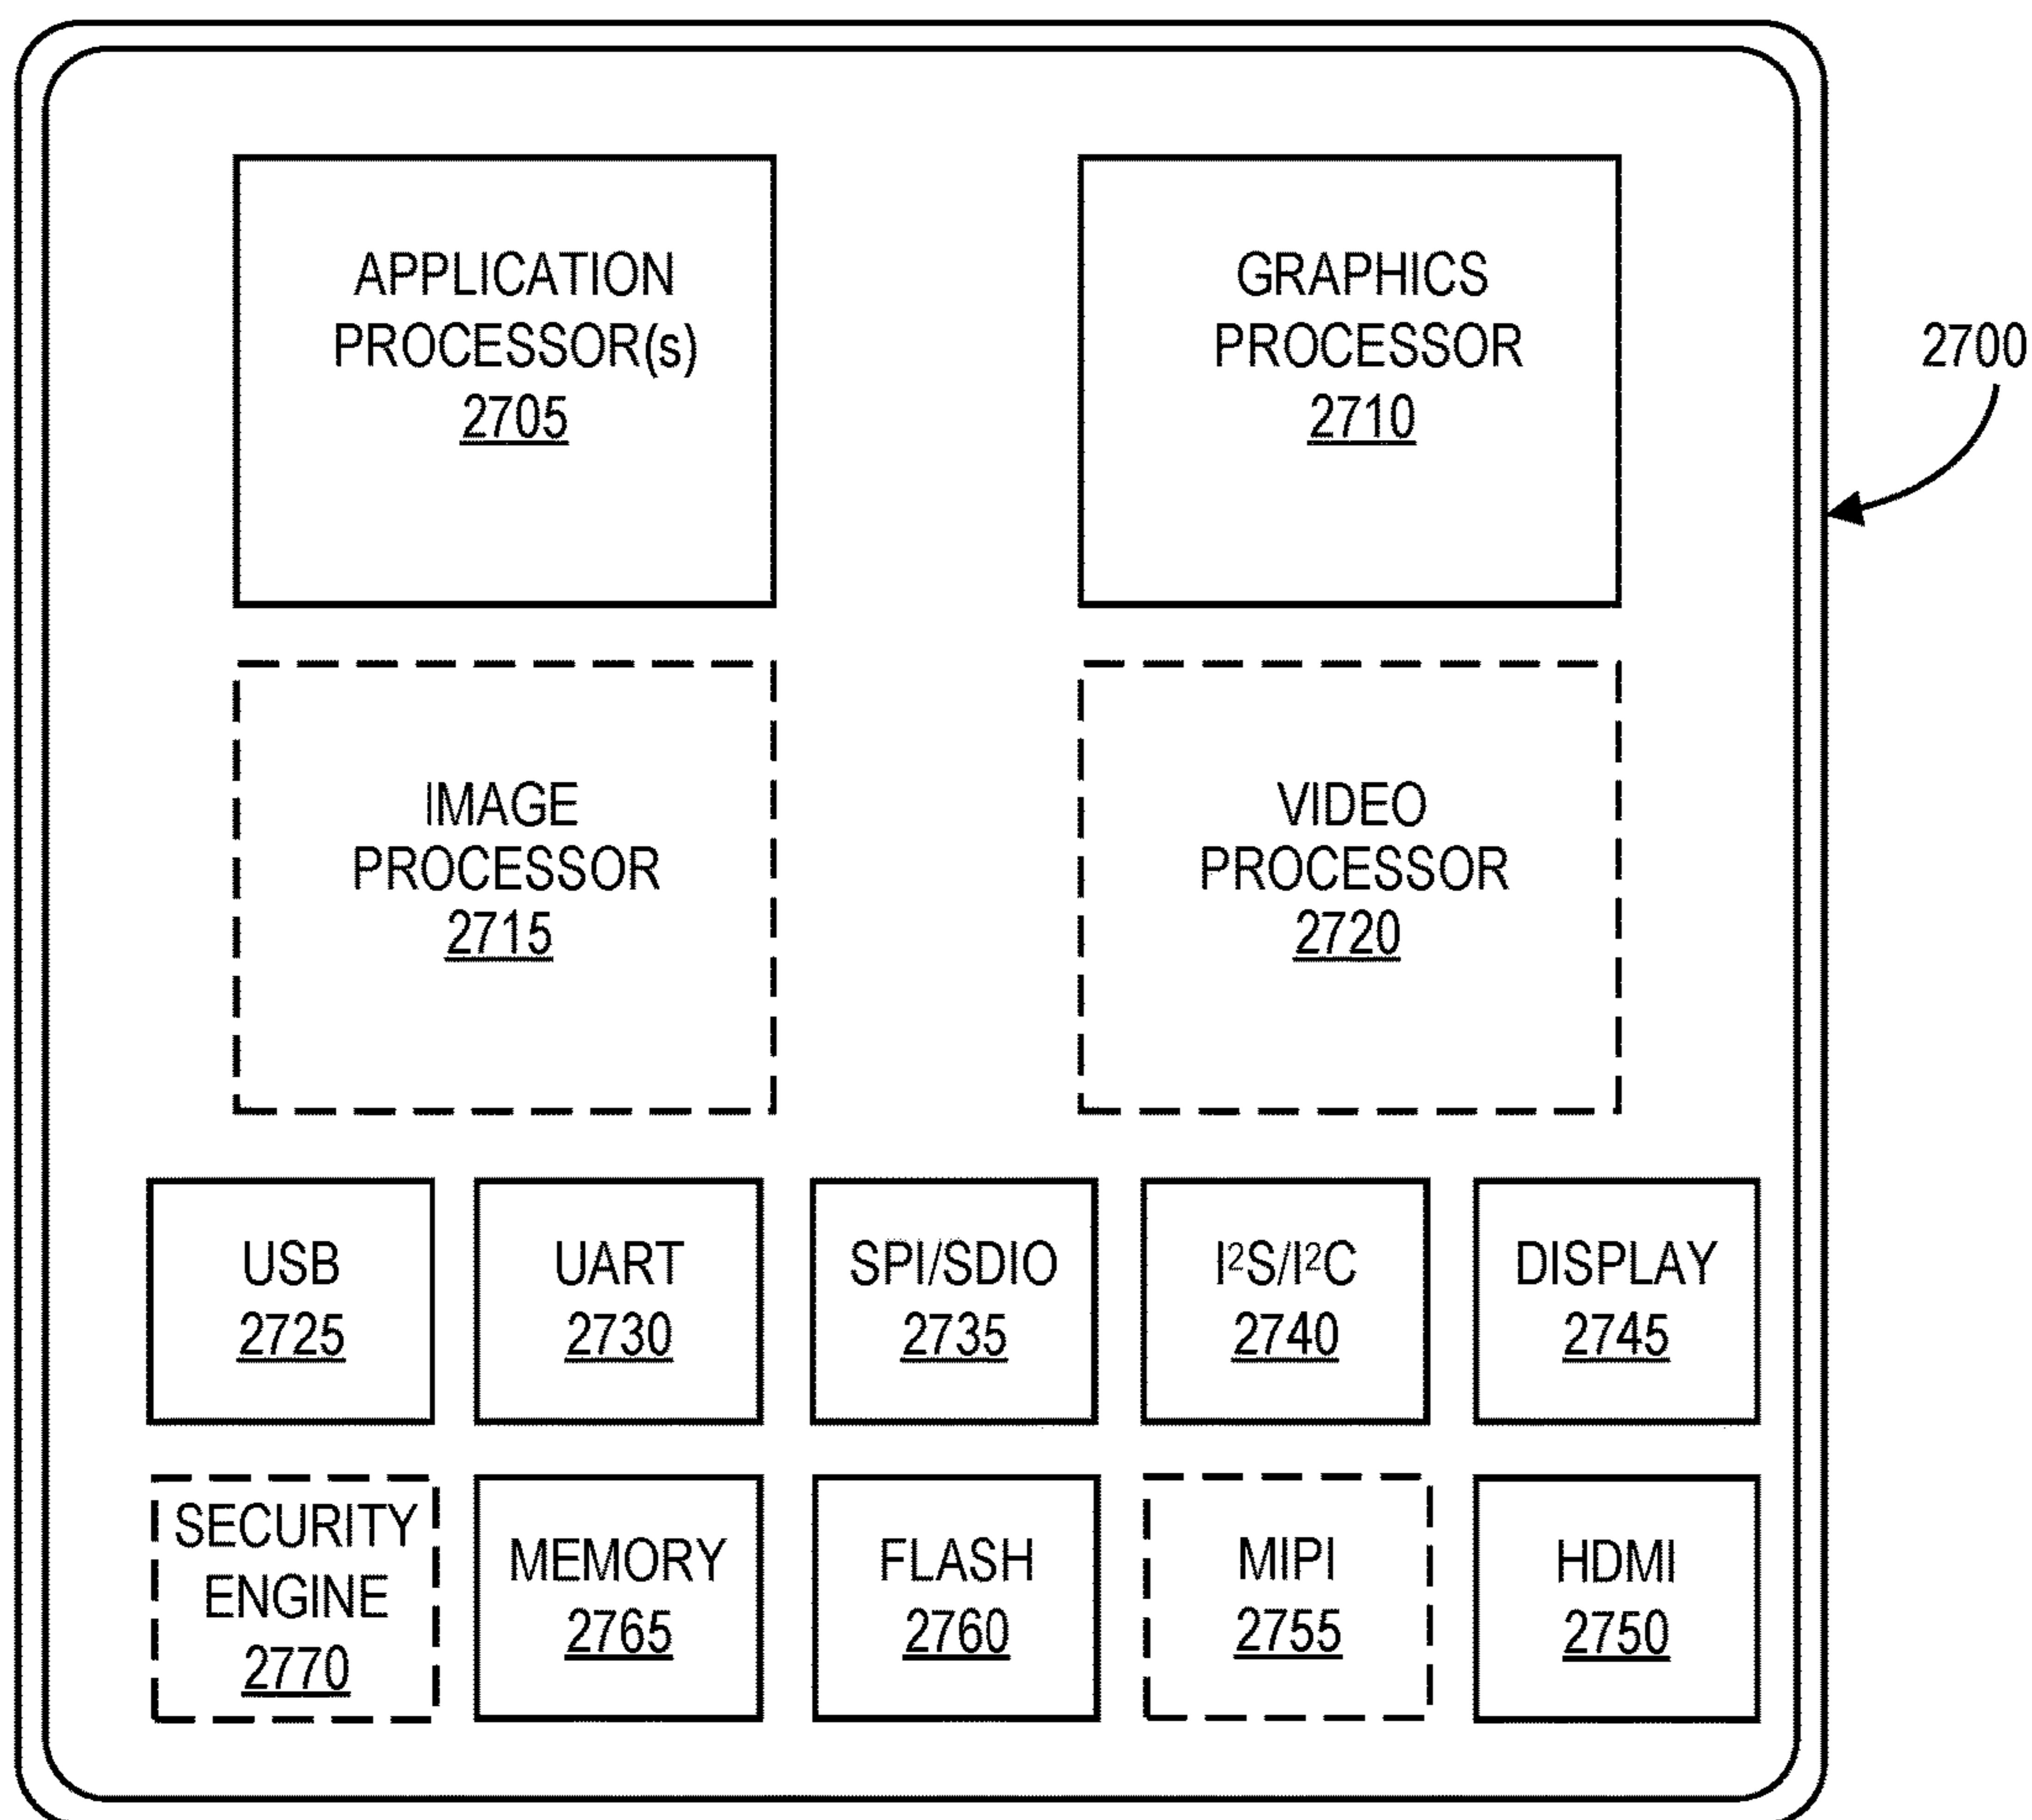 APPLICATION
PROCESSOR(s)
2705
GRAPHICS
PROCESSOR
2710
2700
IMAGE
PROCESSOR
2715
VIDEO
PROCESSOR
2720
USB
2725
UART
2730
SPI/SDIO
2735
I²S/I²C
2740
DISPLAY
2745
SECURITY
ENGINE
2770
MEMORY
2765
FLASH
2760
MIPI
2755
HDMI
2750